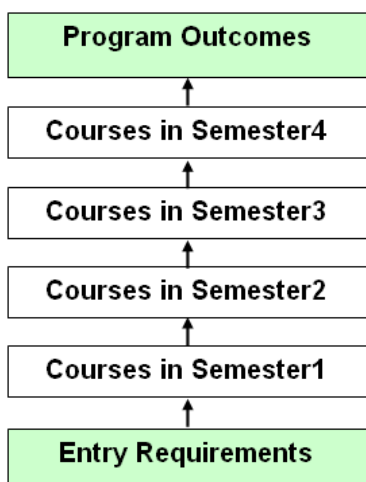 Program Outcomes
Courses in Semester4
Courses in Semester3
Courses in Semester2
Courses in Semester1
Entry Requirements